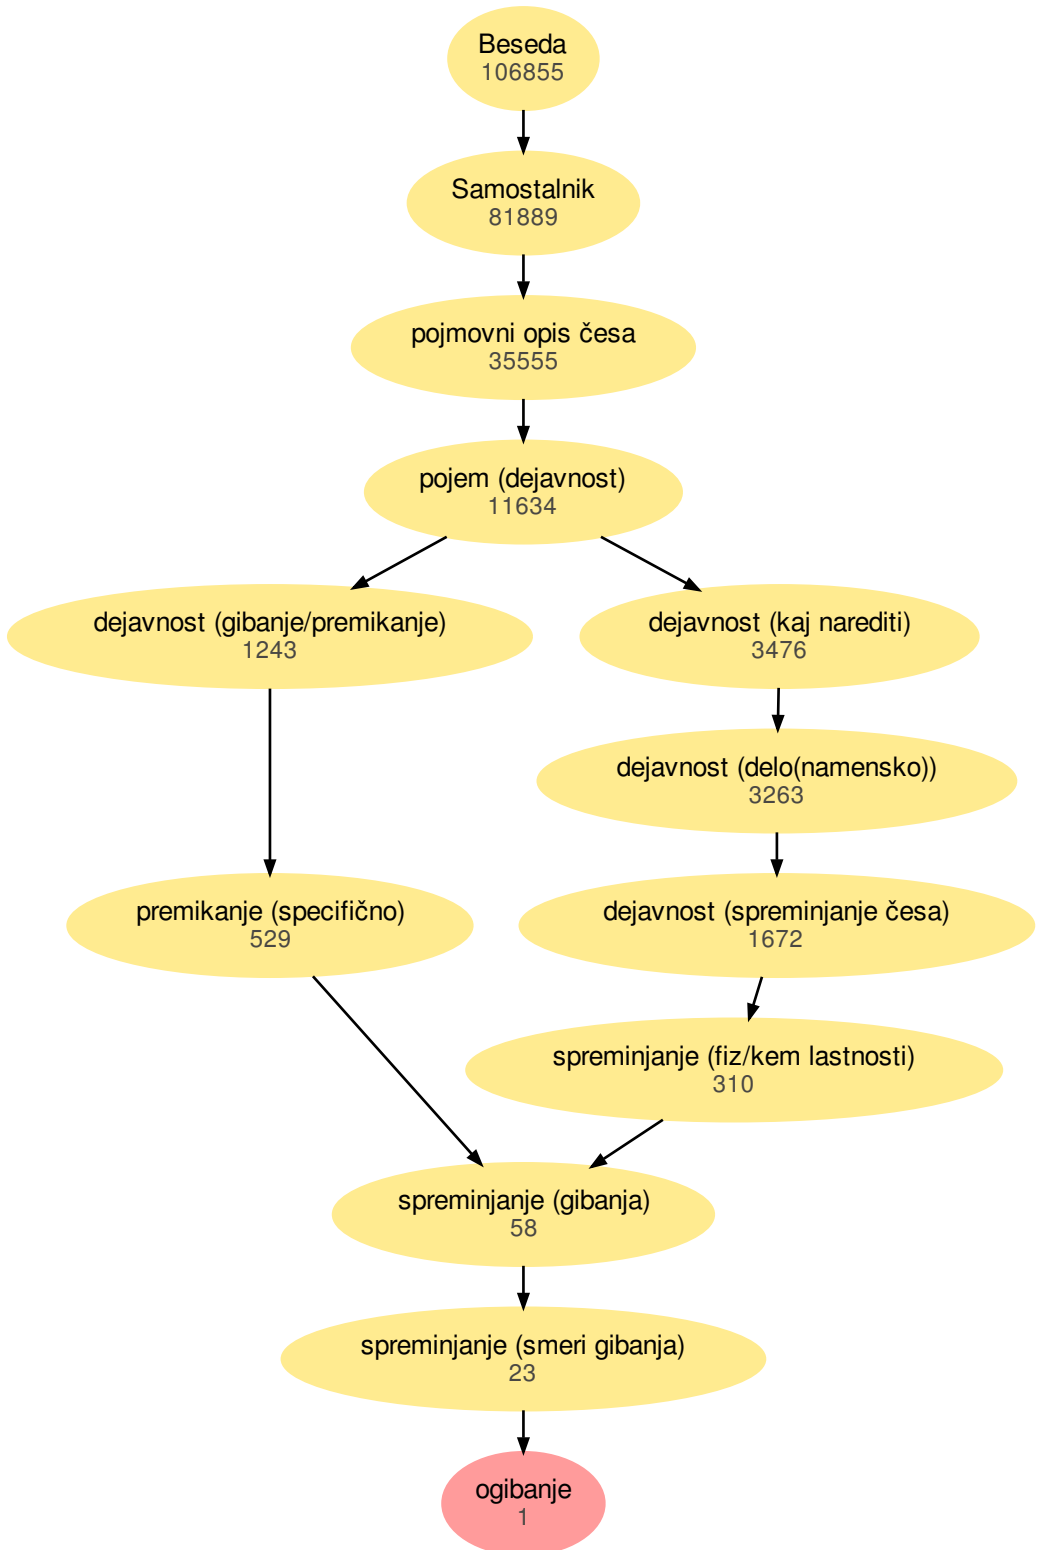 Beseda
106855
Samostalnik
81889
pojmovni opis česa
35555
pojem (dejavnost)
11634
dejavnost (gibanje/premikanje)
1243
dejavnost (kaj narediti)
3476
dejavnost (delo(namensko))
3263
premikanje (specifično)
529
dejavnost (spreminjanje česa)
1672
spreminjanje (fiz/kem lastnosti)
310
spreminjanje (gibanja)
58
spreminjanje (smeri gibanja)
23
ogibanje
1